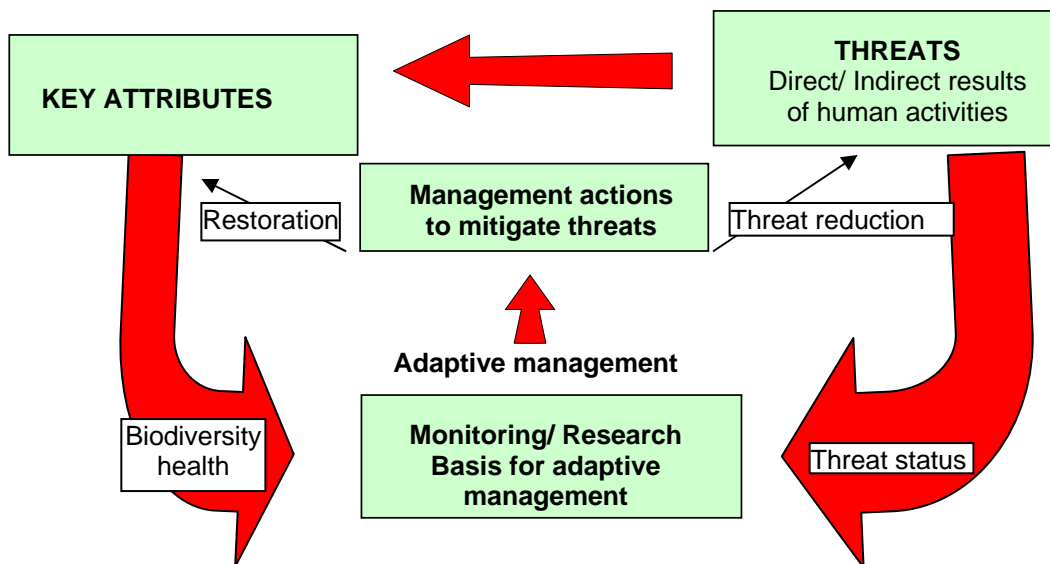 KEY ATTRIBUTES
THREATS
Direct/ Indirect results
of human activities
Management actions
to mitigate threats
Restoration
Threat reduction
Adaptive management
Monitoring/ Research
Basis for adaptive
management
Biodiversity
health
Threat status